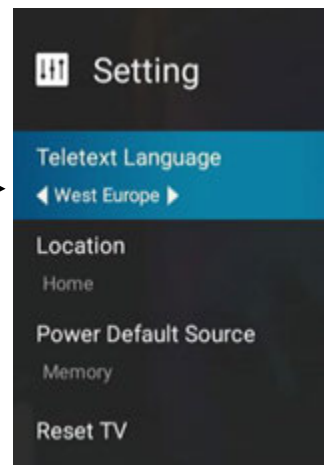 Setting
Teletext Language
West Europe
Location
Home
Power Default Source
Memory
Reset TV